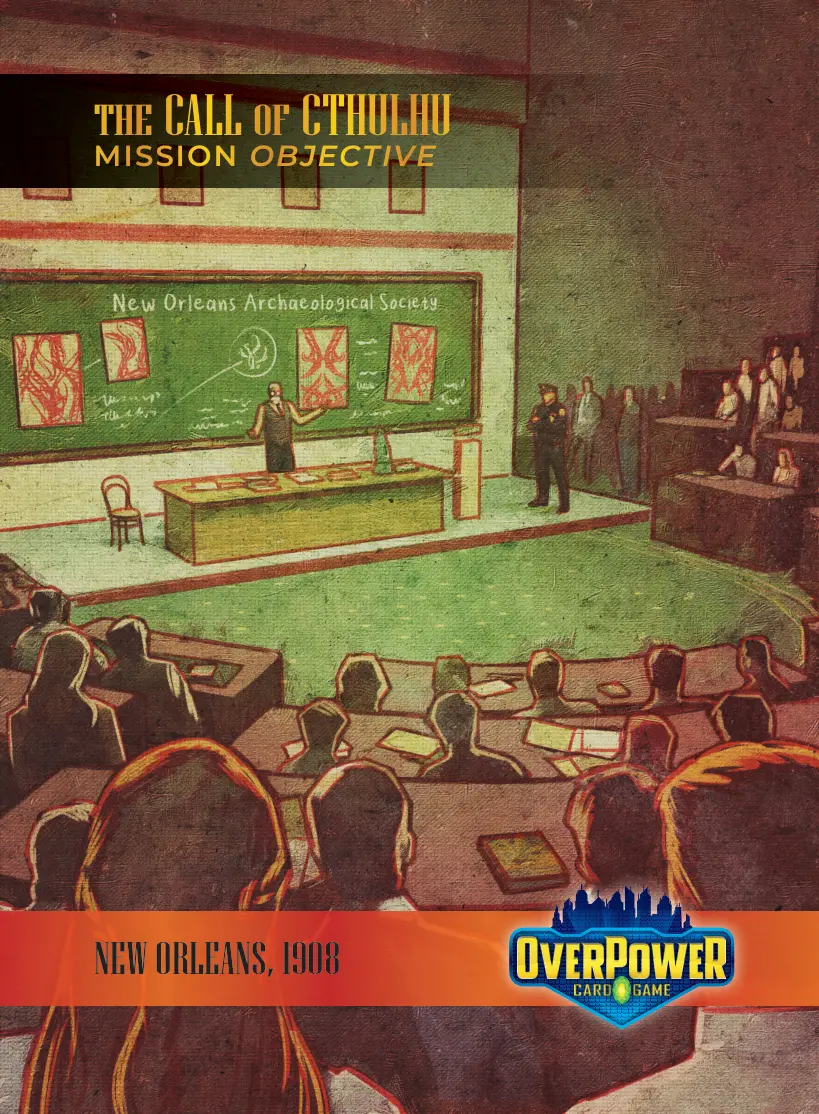 THE CALL OF CTHULHU
MISSION OBJECTIVE
New Orleans Archaeological Society
NEW ORLEANS, 1908
OVERPOWER
CARD GAME